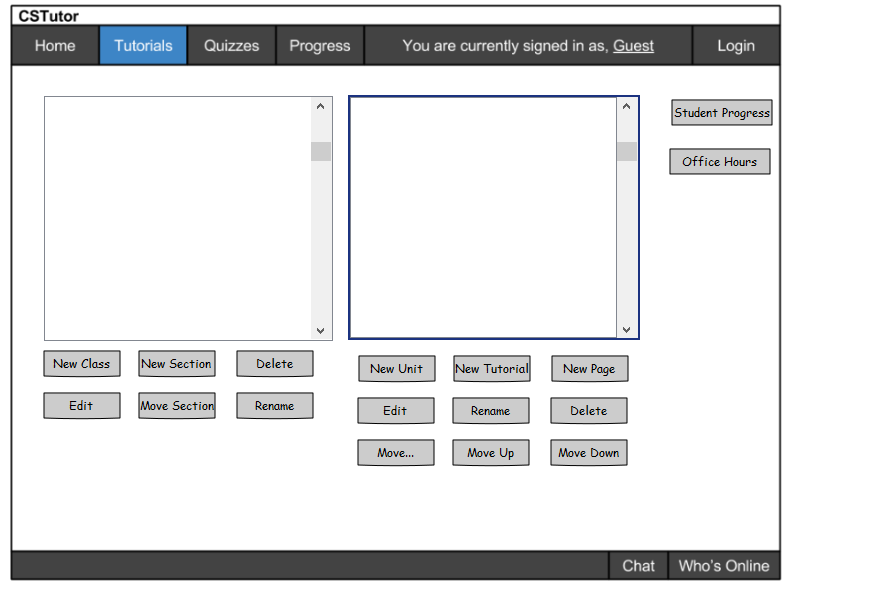 CSTutor
Home Tutorials Quizzes Progress You are currently signed in as, Guest Login
Student Progress
Office Hours
New Class New Section Delete
Edit Move Section Rename
New Unit New Tutorial New Page
Edit Rename Delete
Move... Move Up Move Down
Chat Who's Online